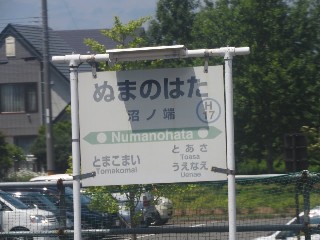 ぬまのはた
沼ノ端
H
17
Numanohata
とまこまい
Tomakomai
とあさ
Toasa
うえなえ
Uenae